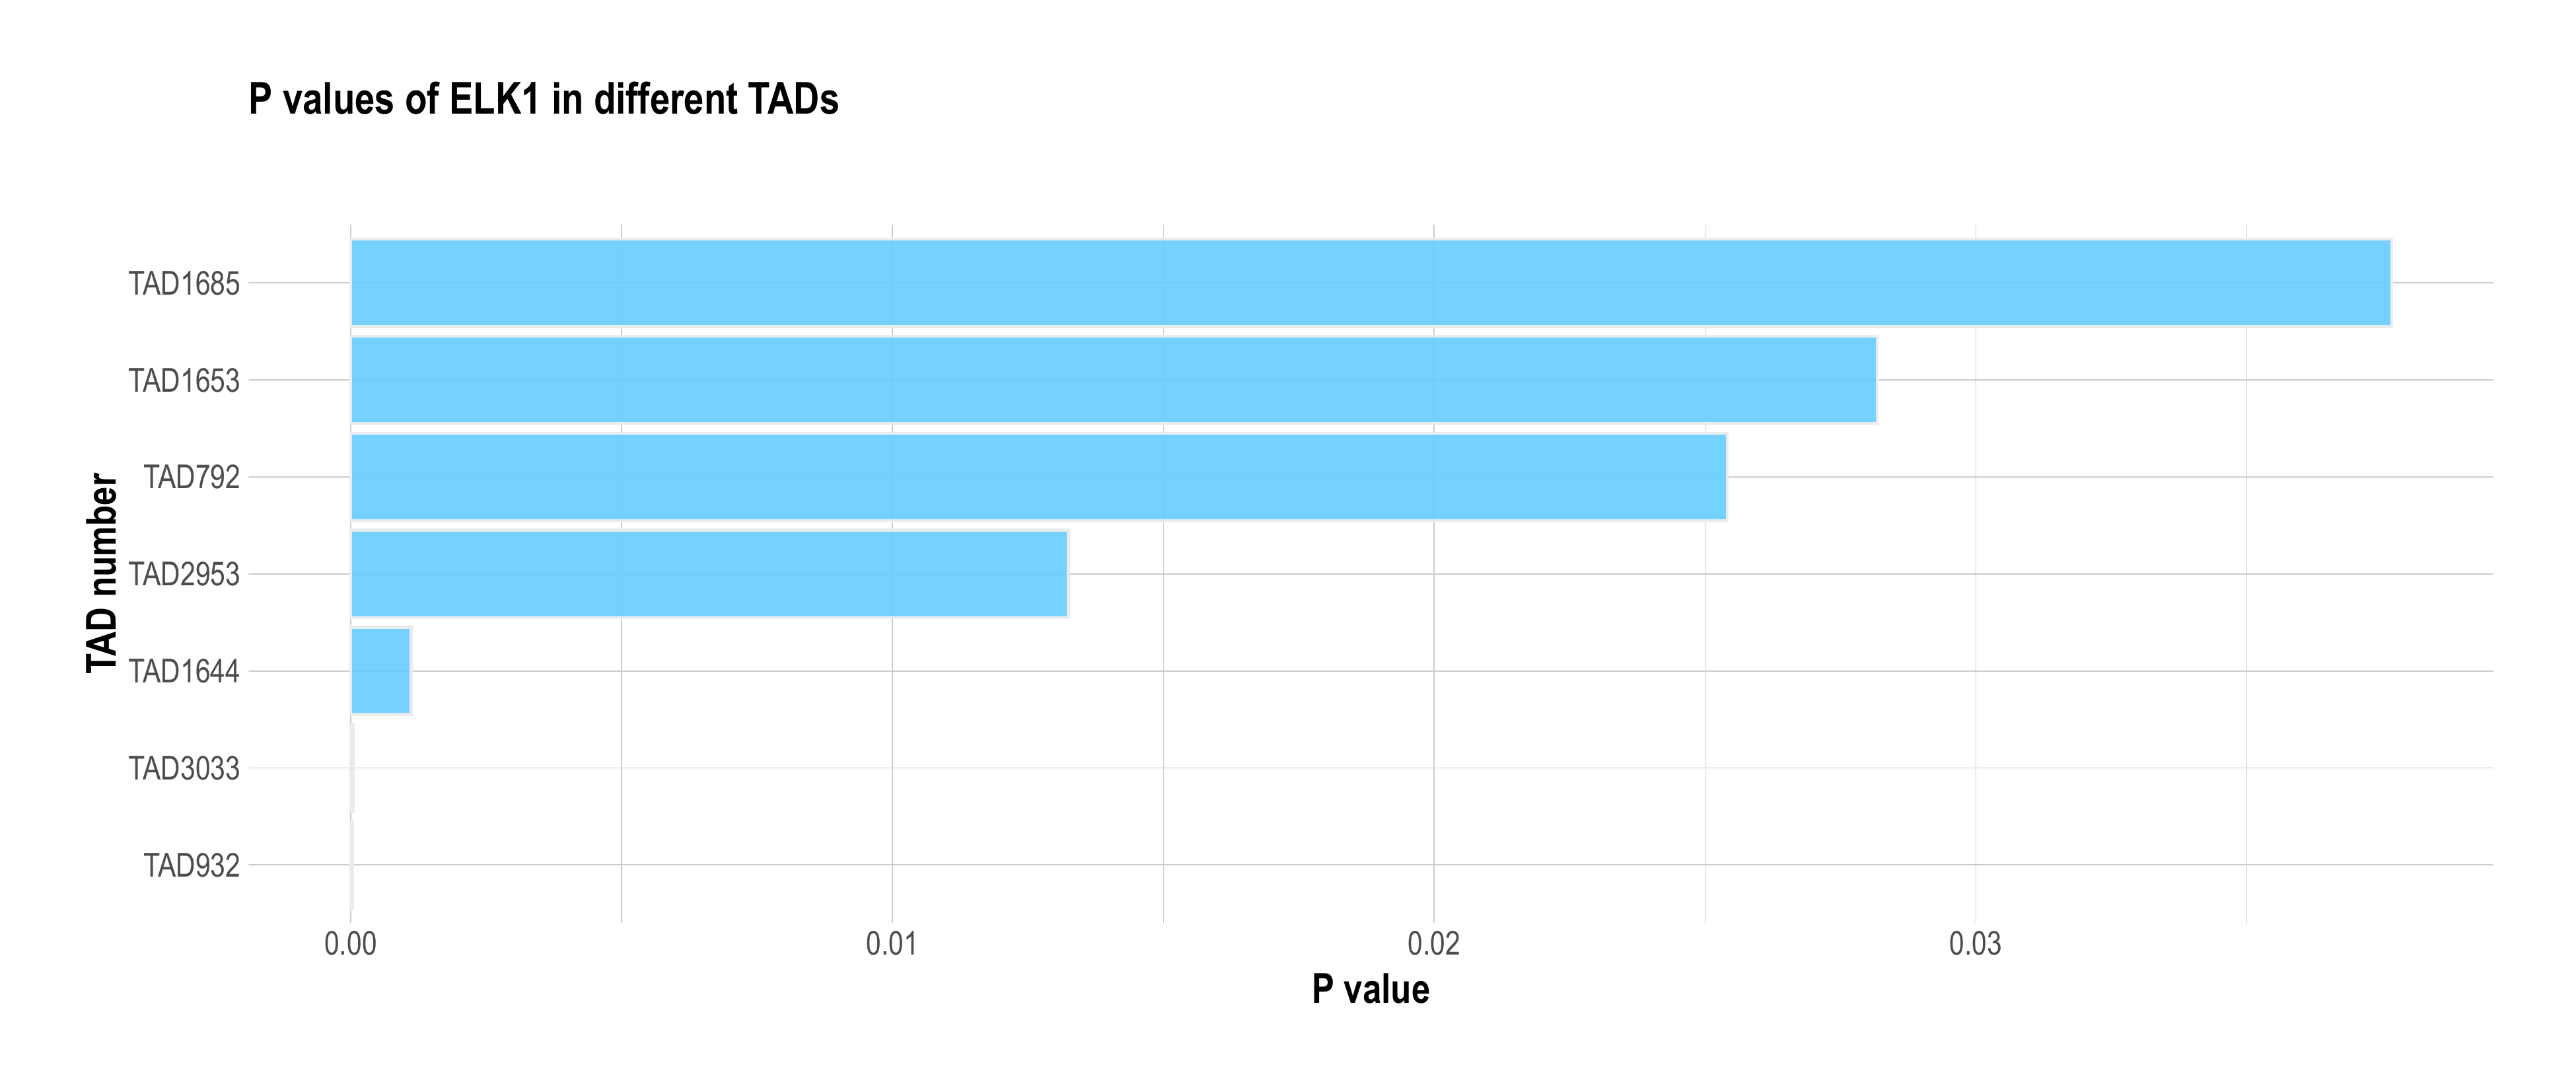 P values of ELK1 in different TADs
TAD number
TAD1685
TAD1653
TAD792
TAD2953
TAD1644
TAD3033
TAD932
0.00 0.01 0.02 0.03
P value